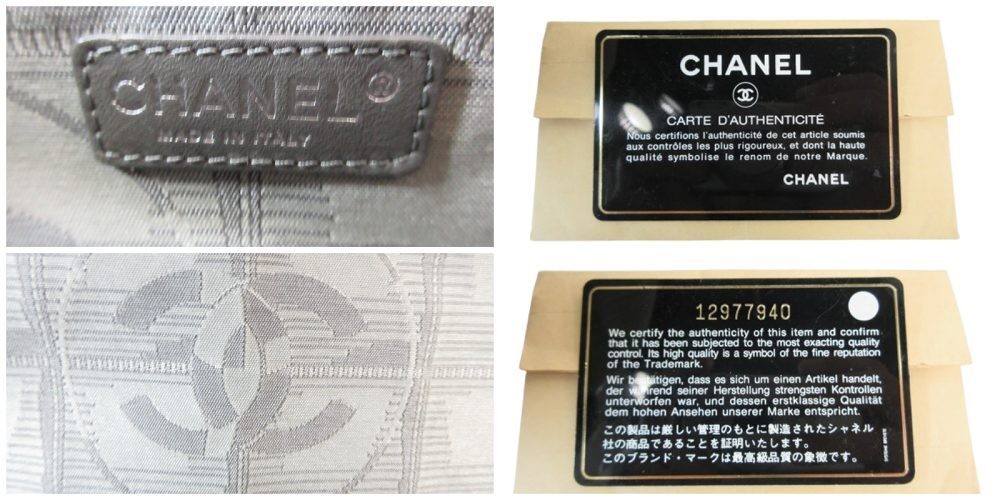 CHANEL®
MADE IN ITALY
CHANEL
CARTE D'AUTHENTICITÉ
Nous certifions l'authenticité de cet article soumis
aux contrôles les plus rigoureux, et dont la haute
qualité symbolise le renom de notre Marque.
CHANEL
12977940
We certify the authenticity of this item and confirm
that it has been subjected to the most exacting quality
control. Its high quality is a symbol of the fine reputation
of the Trademark.
Wir bestätigen, dass es sich um einen Artikel handelt,
der während seiner Herstellung strengsten Kontrollen
unterworfen war, und dessen erstklassige Qualität
dem hohen Ansehen unserer Marke entspricht.
この製品は厳しい管理のもとに製造されたシャネル
社の商品であることを証明いたします。
このブランド・マークは最高級品質の象徴です。